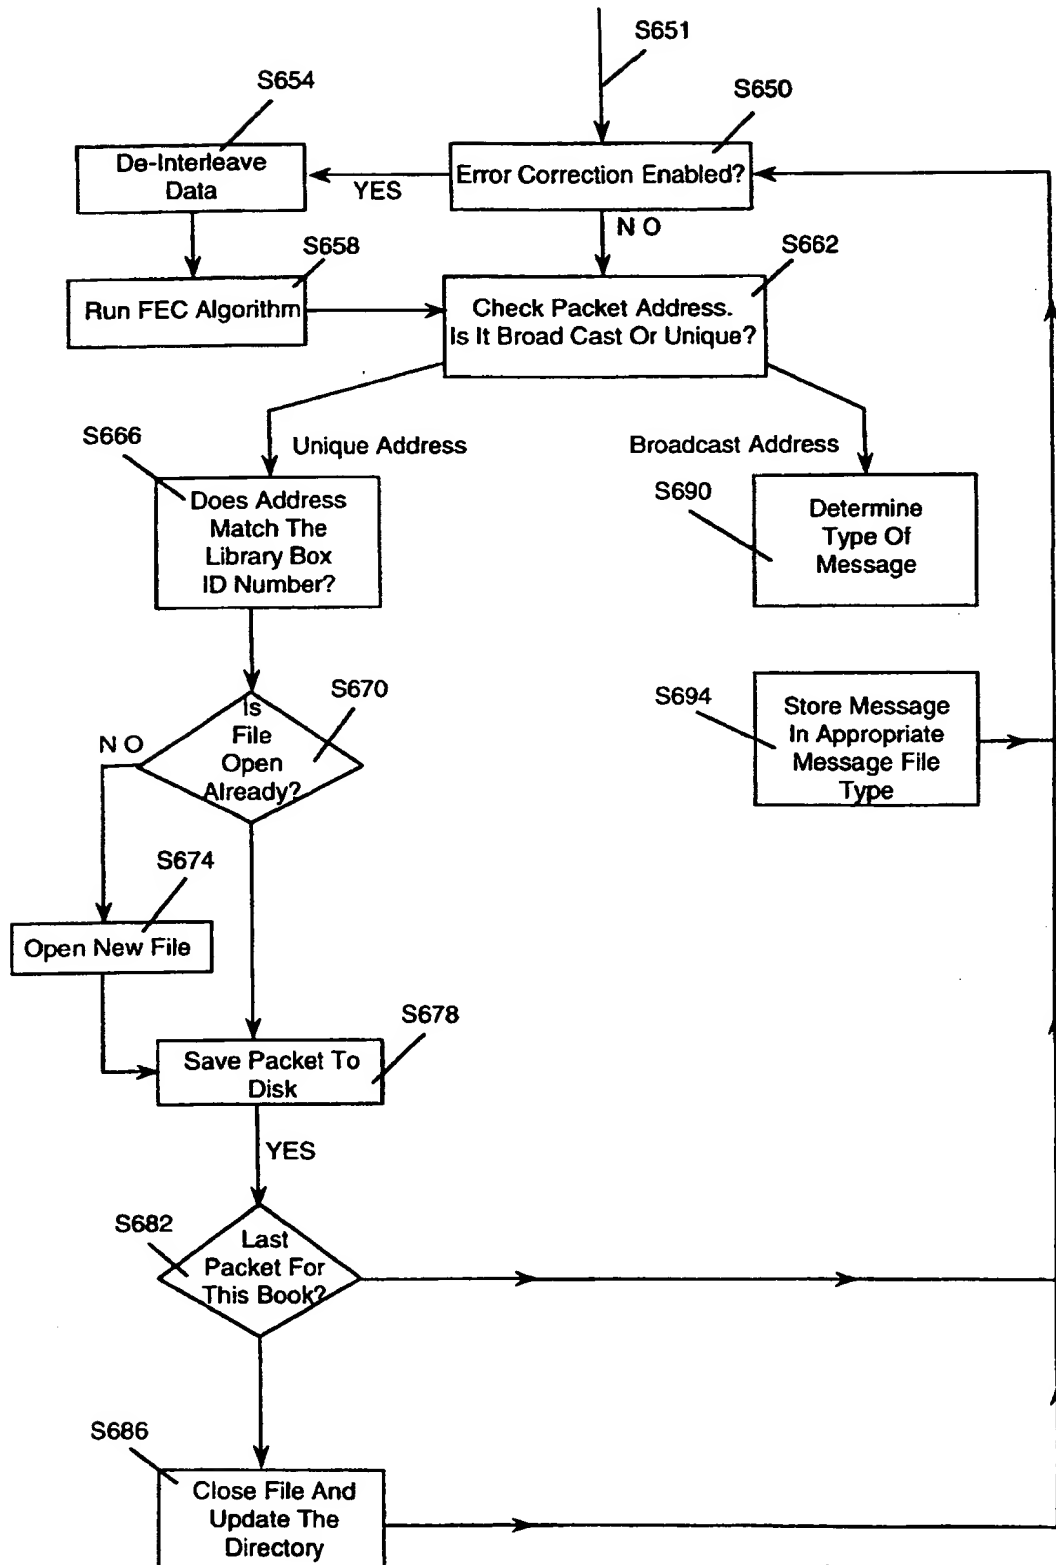 S651
S654
S650
De-Interleave
Data
YES
Error Correction Enabled?
N O
S658
S662
Run FEC Algorithm
Check Packet Address.
Is It Broad Cast Or Unique?
S666
Unique Address
Broadcast Address
Does Address
Match The
Library Box
ID Number?
S690
Determine
Type Of
Message
S670
S694
Is
File
Open
Already?
N O
Store Message
In Appropriate
Message File
Type
S674
Open New File
S678
Save Packet To
Disk
YES
S682
Last
Packet For
This Book?
S686
Close File And
Update The
Directory